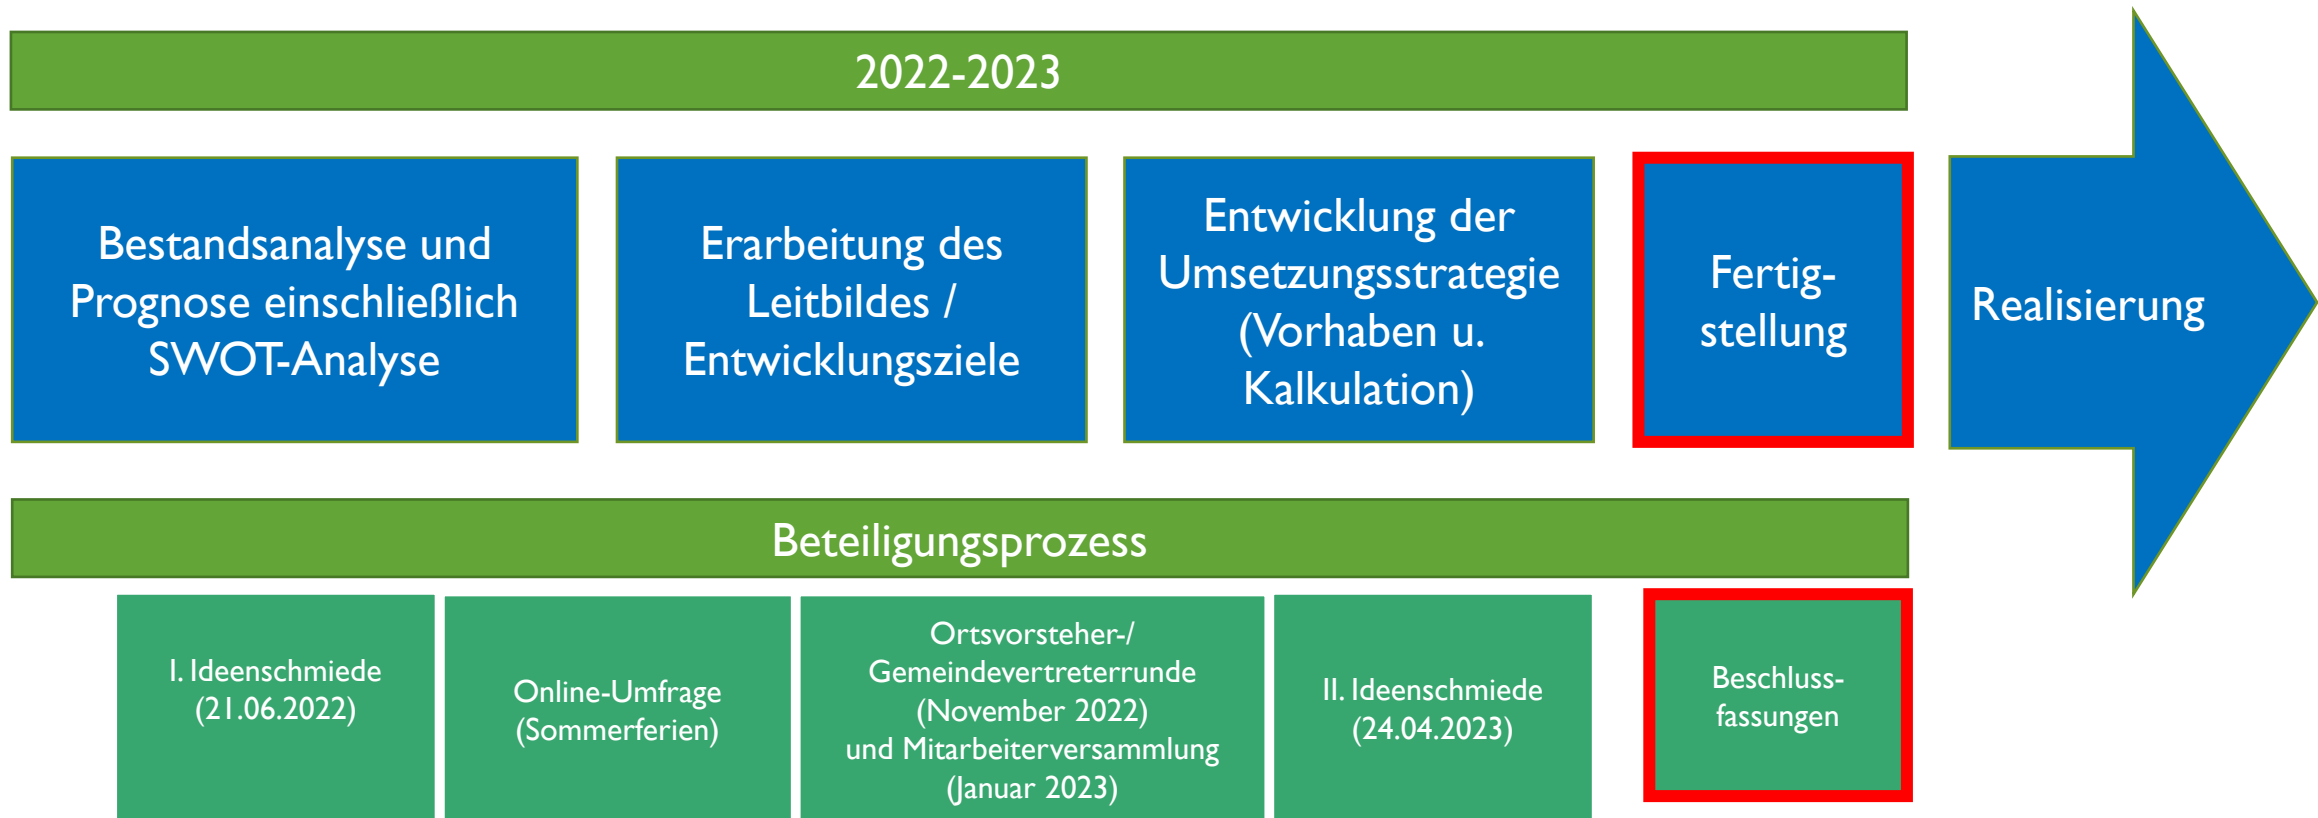 2022-2023
Bestandsanalyse und
Prognose einschließlich
SWOT-Analyse
Erarbeitung des
Leitbildes /
Entwicklungsziele
Entwicklung der
Umsetzungsstrategie
(Vorhaben u.
Kalkulation)
Fertig-
stellung
Realisierung
Beteiligungsprozess
I. Ideenschmiede
(21.06.2022)
Online-Umfrage
(Sommerferien)
Ortsvorsteher-/
Gemeindevertreterrunde
(November 2022)
und Mitarbeiterversammlung
(Januar 2023)
II. Ideenschmiede
(24.04.2023)
Beschluss-
fassungen